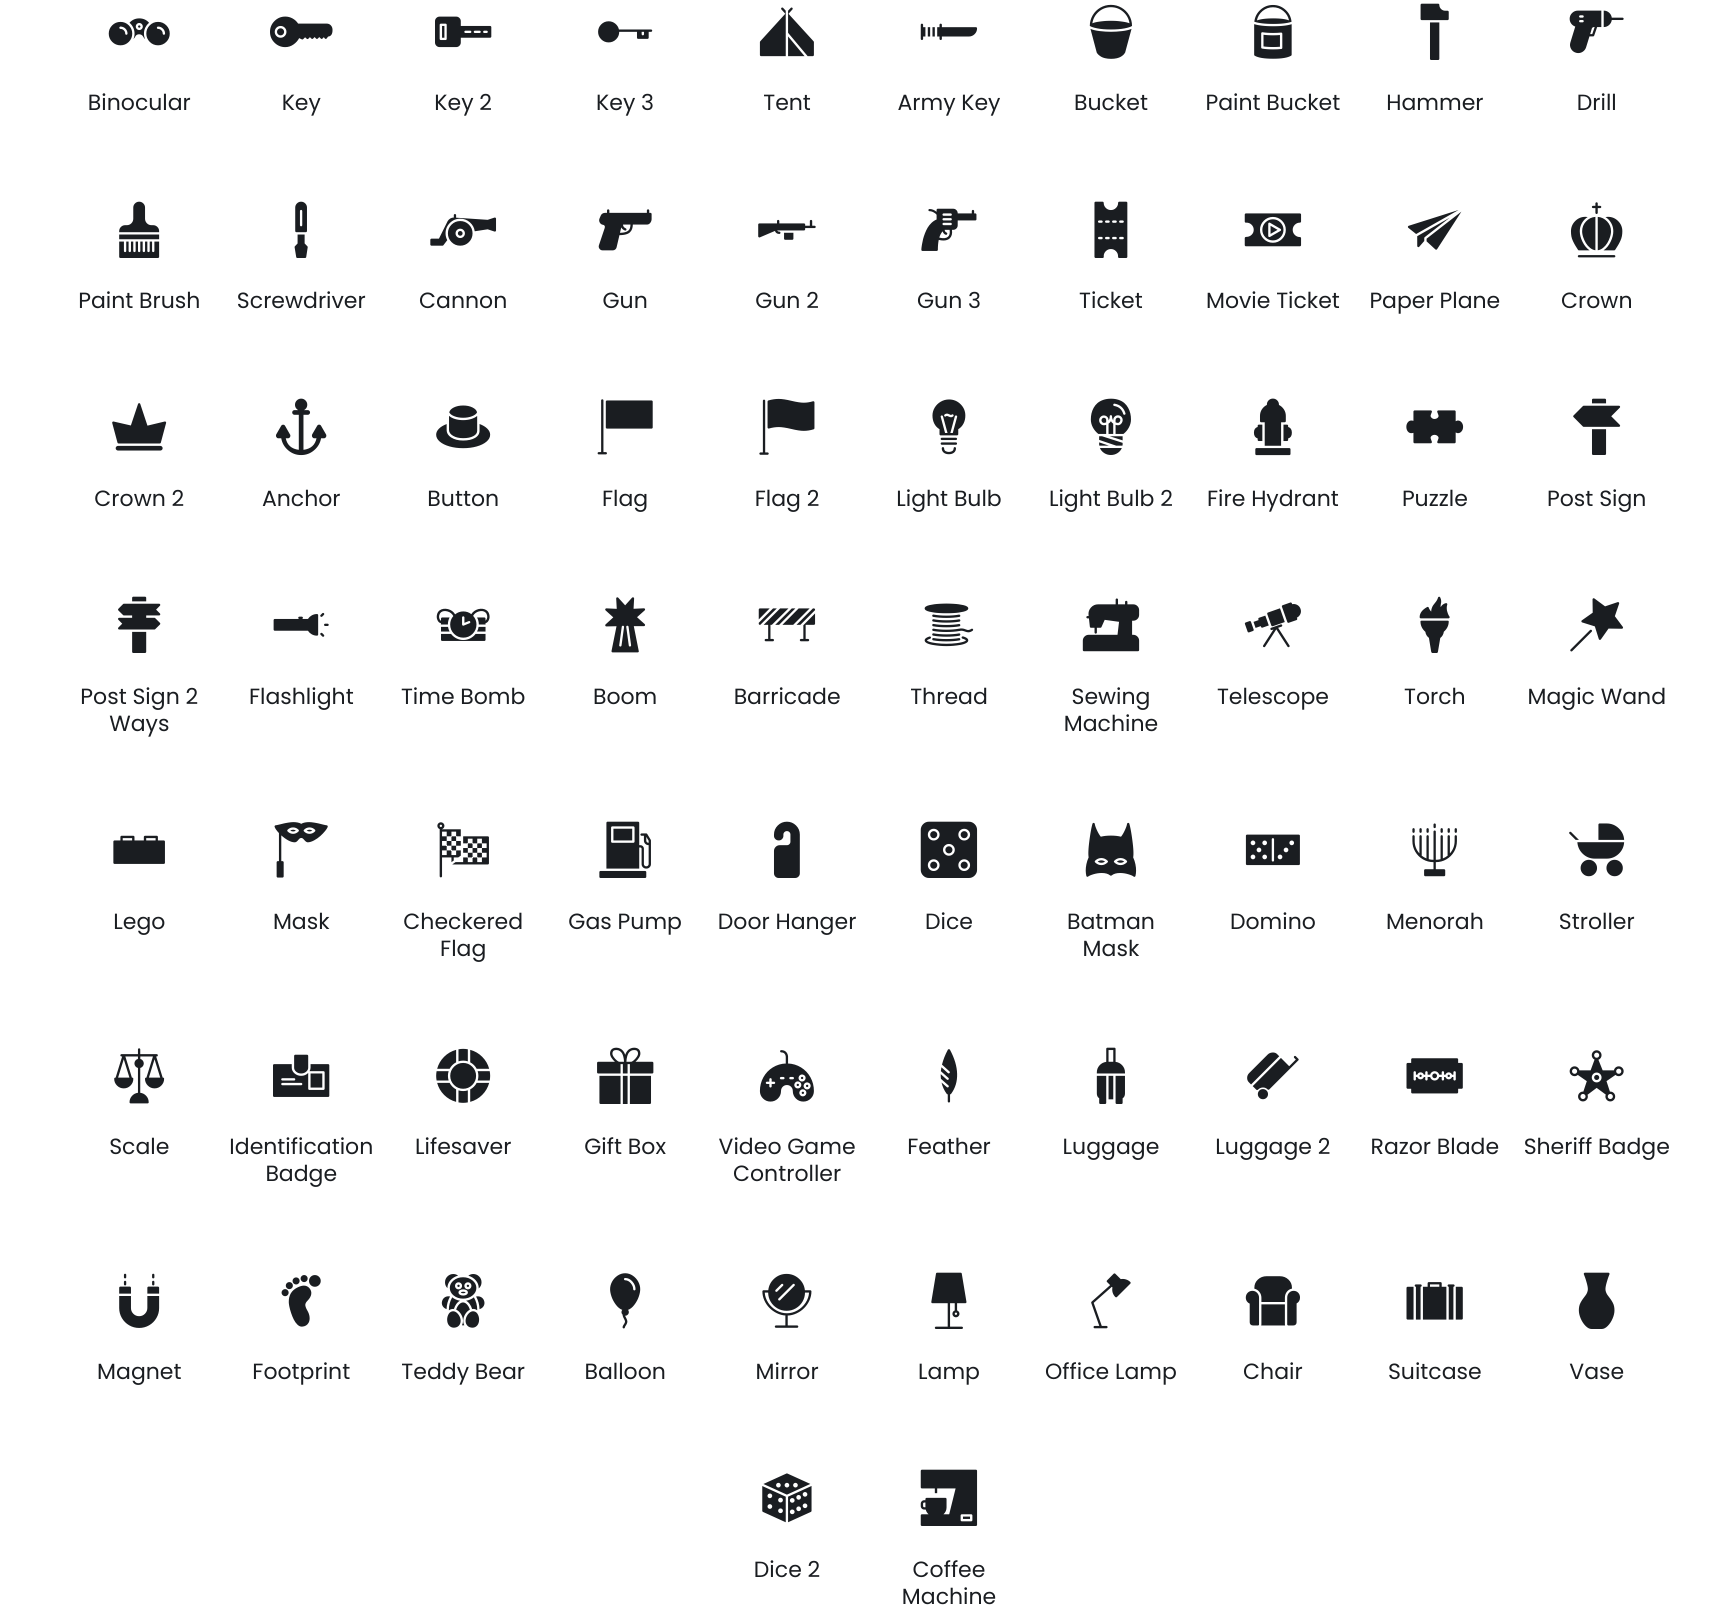 Binocular
Key
Key 2
Key 3
Tent
Army Key
Bucket
Paint Bucket
Hammer
Drill
Paint Brush
Screwdriver
Cannon
Gun
Gun 2
Gun 3
Ticket
Movie Ticket
Paper Plane
Crown
Crown 2
Anchor
Button
Flag
Flag 2
Light Bulb
Light Bulb 2
Fire Hydrant
Puzzle
Post Sign
Post Sign 2
Ways
Flashlight
Time Bomb
Boom
Barricade
Thread
Sewing
Machine
Telescope
Torch
Magic Wand
Lego
Mask
Checkered
Flag
Gas Pump
Door Hanger
Dice
Batman
Mask
Domino
Menorah
Stroller
Scale
Identification
Badge
Lifesaver
Gift Box
Video Game
Controller
Feather
Luggage
Luggage 2
Razor Blade
Sheriff Badge
Magnet
Footprint
Teddy Bear
Balloon
Mirror
Lamp
Office Lamp
Chair
Suitcase
Vase
Dice 2
Coffee
Machine